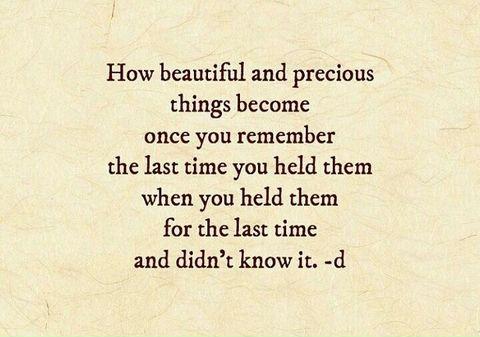 How beautiful and precious
things become
once you remember
the last time you held them
when you held them
for the last time
and didn't know it. -d